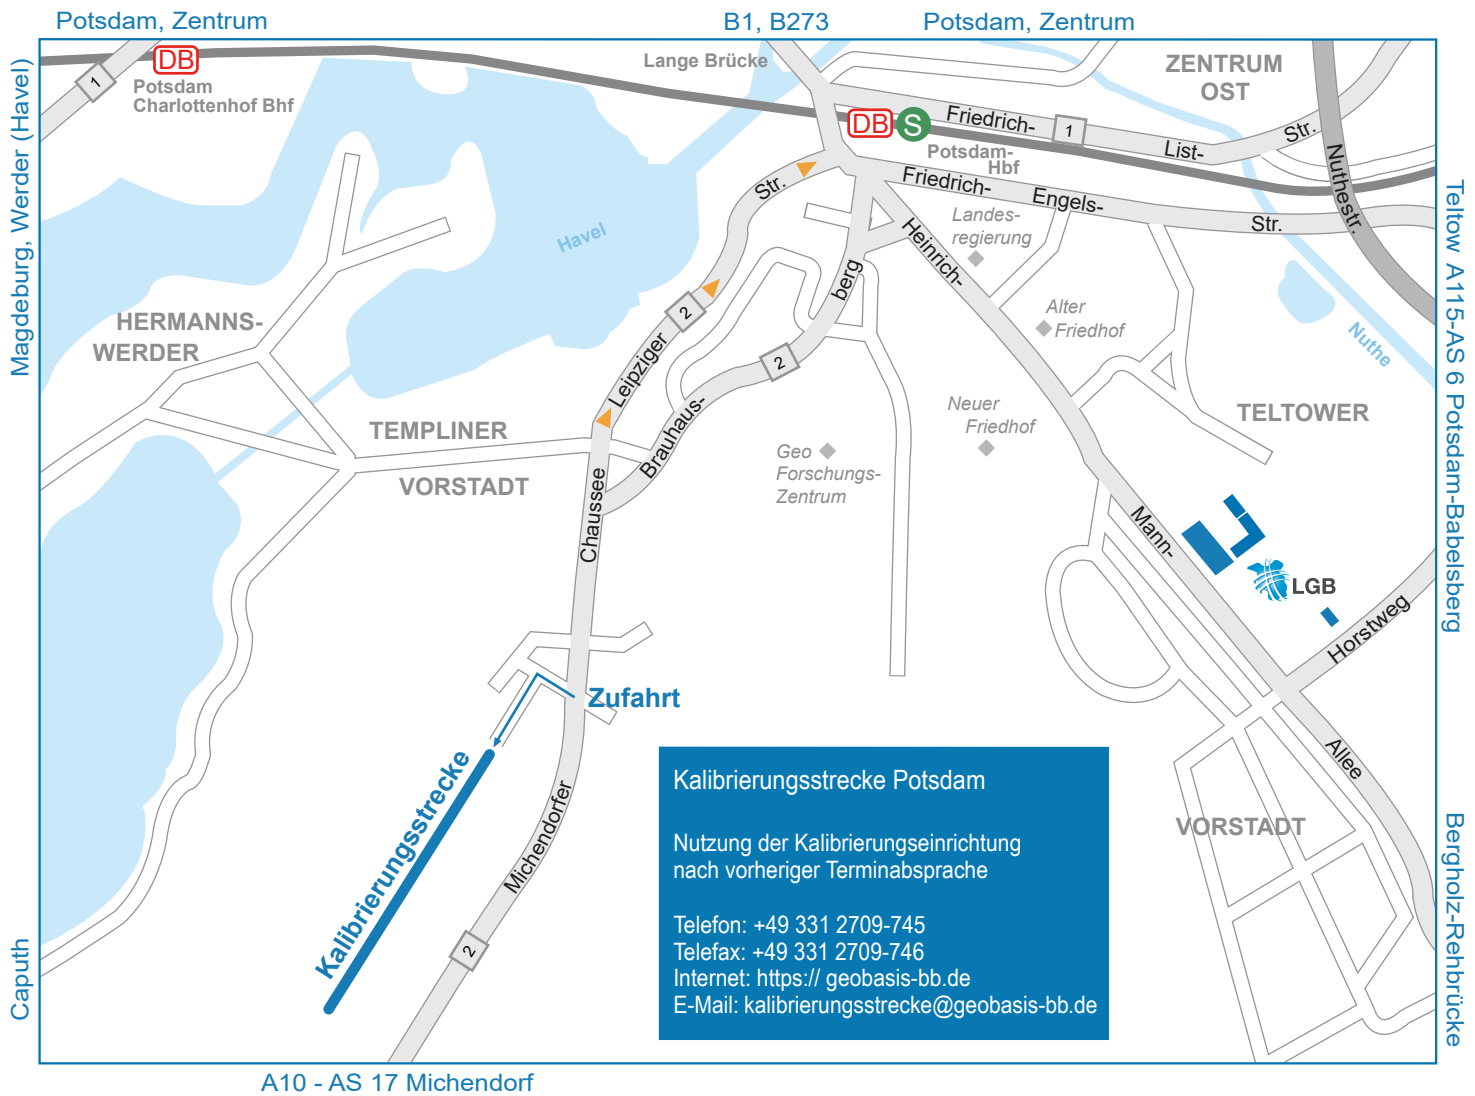 Potsdam, Zentrum
B1, B273
Potsdam, Zentrum
Magdeburg, Werder (Havel)
Caputh
Teltow A115-AS 6 Potsdam-Babelsberg
Bergholz-Rehbrücke
A10 - AS 17 Michendorf
DB
1
Potsdam
Charlottenhof Bhf
Lange Brücke
DB
S
Potsdam-
Hbf
Friedrich-
1
List-
Str.
ZENTRUM
OST
Nuthestr.
Friedrich-
Engels-
Str.
Str.
Havel
Landes-
regierung
Heinrich-
berg
2
Leipziger
HERMANNS-
WERDER
Alter
Friedhof
Nuthe
2
Brauhaus-
Neuer
Friedhof
TELTOWER
TEMPLINER
VORSTADT
Geo
Forschungs-
Zentrum
Chaussee
Mann-
LGB
Horstweg
Zufahrt
Kalibrierungsstrecke
Michendorfer
2
Allee
VORSTADT
Kalibrierungsstrecke Potsdam
Nutzung der Kalibrierungseinrichtung
nach vorheriger Terminabsprache
Telefon: +49 331 2709-745
Telefax: +49 331 2709-746
Internet: https:// geobasis-bb.de
E-Mail: kalibrierungsstrecke@geobasis-bb.de